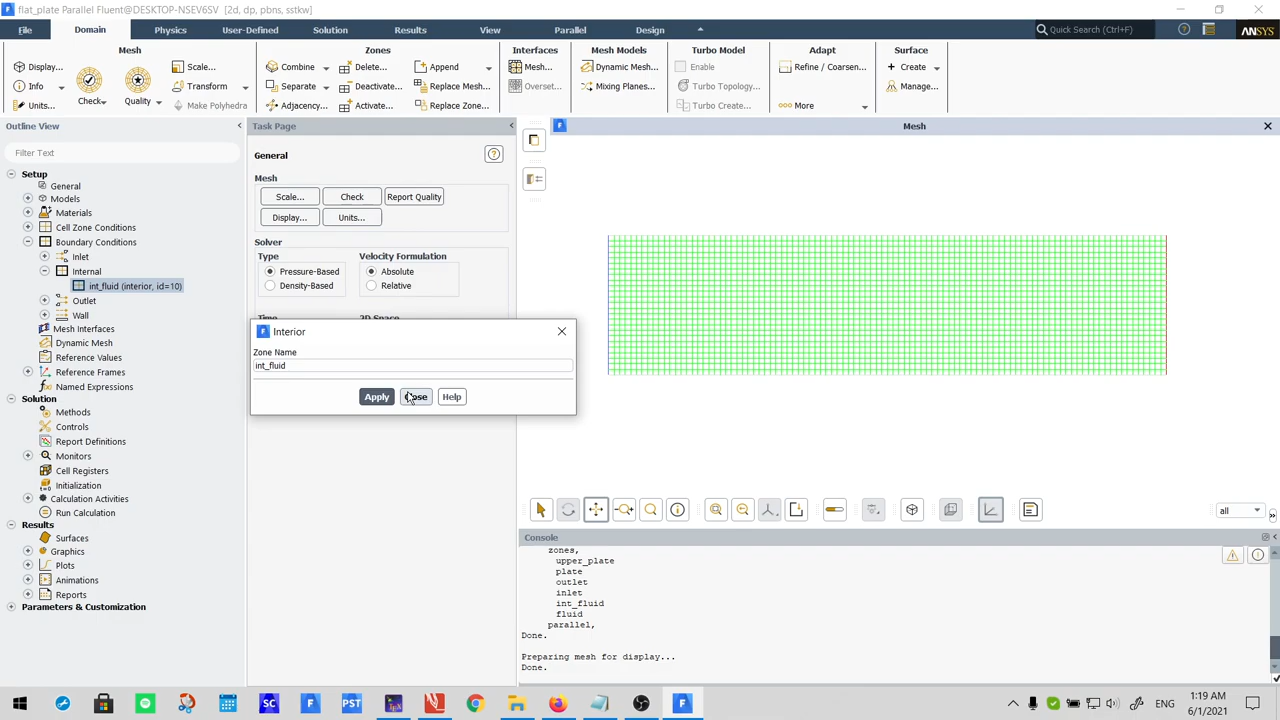 flat_plate Parallel Fluent@DESKTOP-NSEV6SV [2d, dp, pbns, sstkw]
File Domain Physics User-Defined Solution Results View Parallel Design Quick Search (Ctrl+F) ANSYS
Mesh Zones Interfaces Mesh Models Turbo Model Adapt Surface
Display... Scale... Combine Delete... Append Mesh... Dynamic Mesh... Enable Refine / Coarsen... Create
Info Transform Separate Deactivate... Replace Mesh... Overset... Mixing Planes... Turbo Topology... Manage...
Units... Check Quality Make Polyhedra Adjacency... Activate... Replace Zone... Turbo Create... More
Outline View
Task Page
Mesh
Filter Text
General
Setup
General
Models
Materials
Cell Zone Conditions
Boundary Conditions
Inlet
Internal
int_fluid (interior, id=10)
Outlet
Wall
Mesh Interfaces
Dynamic Mesh
Reference Values
Reference Frames
Named Expressions
Solution
Methods
Controls
Report Definitions
Monitors
Cell Registers
Initialization
Calculation Activities
Run Calculation
Results
Surfaces
Graphics
Plots
Animations
Reports
Parameters & Customization
Mesh
Scale... Check Report Quality
Display... Units...
Solver
Type Velocity Formulation
Pressure-Based Absolute
Density-Based Relative
Time 2D Space
Interior
Zone Name
int_fluid
Apply Close Help
all
Console
zones,
upper_plate
plate
outlet
inlet
int_fluid
fluid
parallel,
Done.
Preparing mesh for display...
Done.
SC F PST F
ENG
1:19 AM
6/1/2021